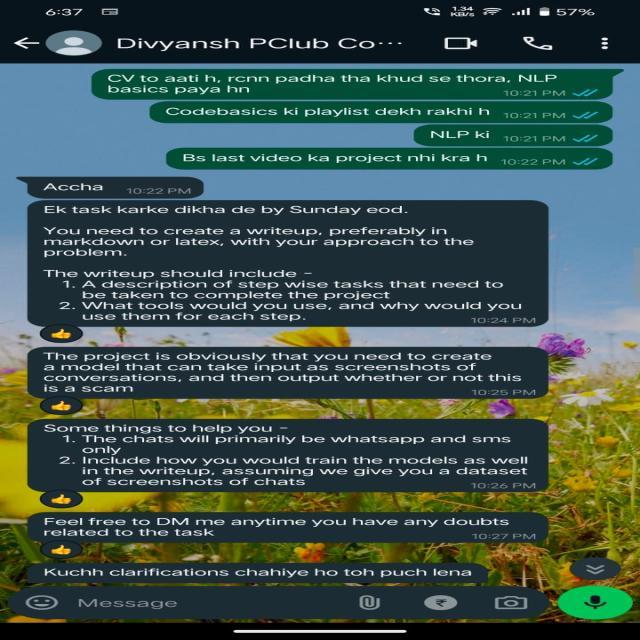 6:37
1.34
KB/s
57%
Divyansh PClub Co···
CV to aati h, rcnn padha tha khud se thora, NLP
basics paya hn
10:21 PM
Codebasics ki playlist dekh rakhi h 10:21 PM
NLP ki 10:21 PM
Bs last video ka project nhi kra h 10:22 PM
Accha 10:22 PM
Ek task karke dikha de by Sunday eod.
You need to create a writeup, preferably in
markdown or latex, with your approach to the
problem.
The writeup should include –
1. A description of step wise tasks that need to
be taken to complete the project
2. What tools would you use, and why would you
use them for each step.
10:24 PM
The project is obviously that you need to create
a model that can take input as screenshots of
conversations, and then output whether or not this
is a scam
10:25 PM
Some things to help you –
1. The chats will primarily be whatsapp and sms
only
2. Include how you would train the models as well
in the writeup, assuming we give you a dataset
of screenshots of chats
10:26 PM
Feel free to DM me anytime you have any doubts
related to the task
10:27 PM
Kuchh clarifications chahiye ho toh puch lena
Message